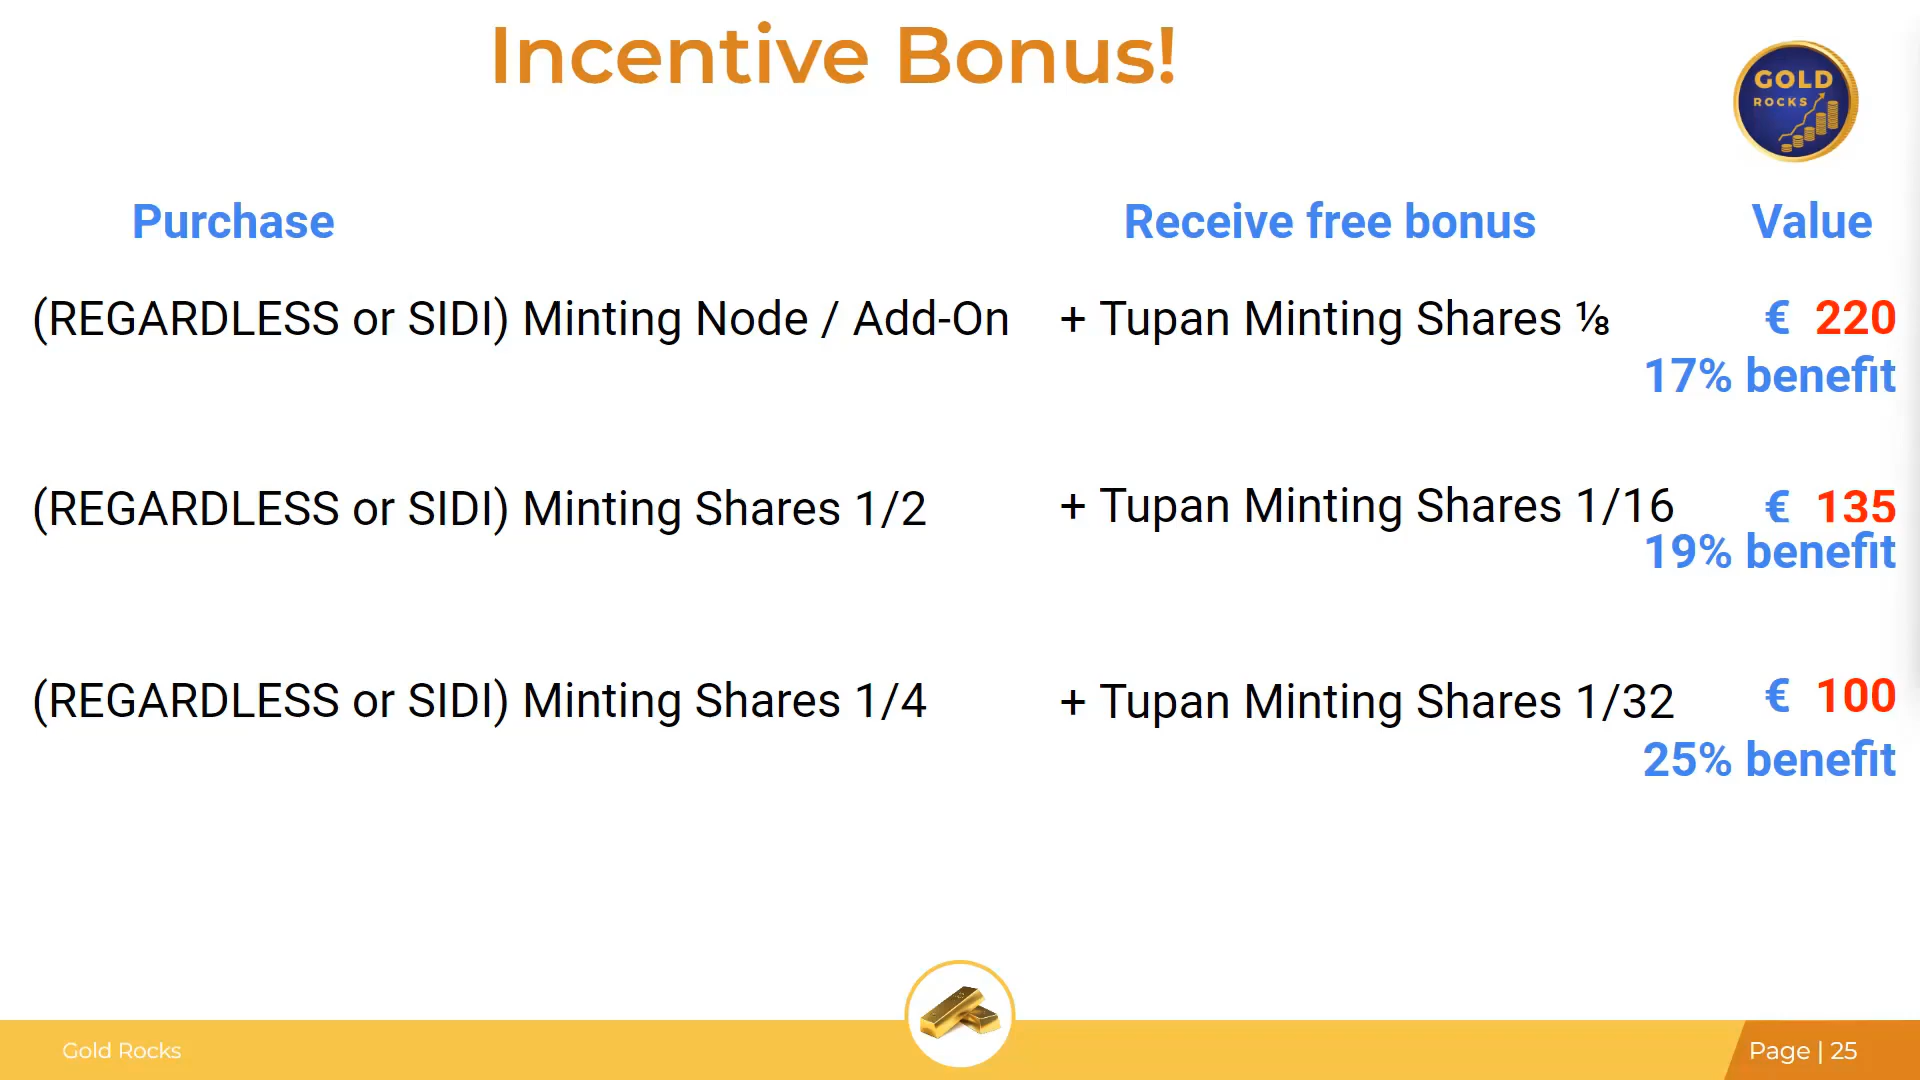 Incentive Bonus!
GOLD
ROCKS
Purchase
Receive free bonus
Value
(REGARDLESS or SIDI) Minting Node / Add-On
+ Tupan Minting Shares ⅛
€ 220
17% benefit
(REGARDLESS or SIDI) Minting Shares 1/2
+ Tupan Minting Shares 1/16
€ 135
19% benefit
(REGARDLESS or SIDI) Minting Shares 1/4
+ Tupan Minting Shares 1/32
€ 100
25% benefit
Gold Rocks
Page | 25